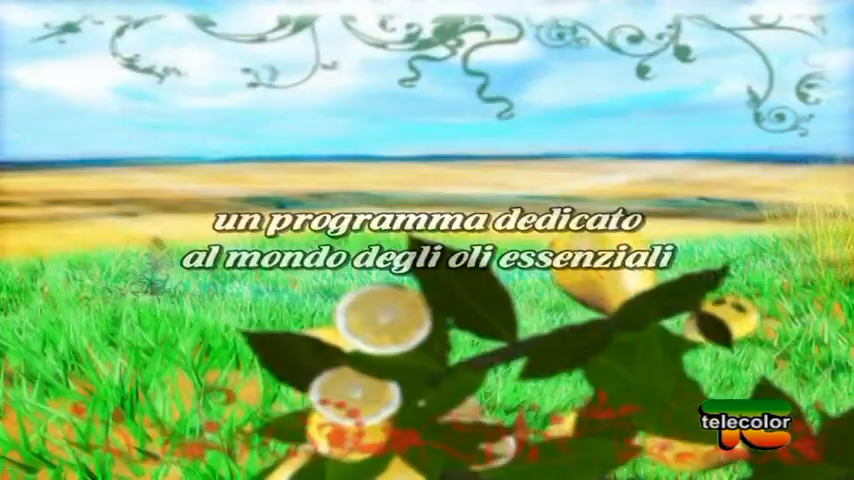 un programma dedicato
al mondo degli oli essenziali
telecolor